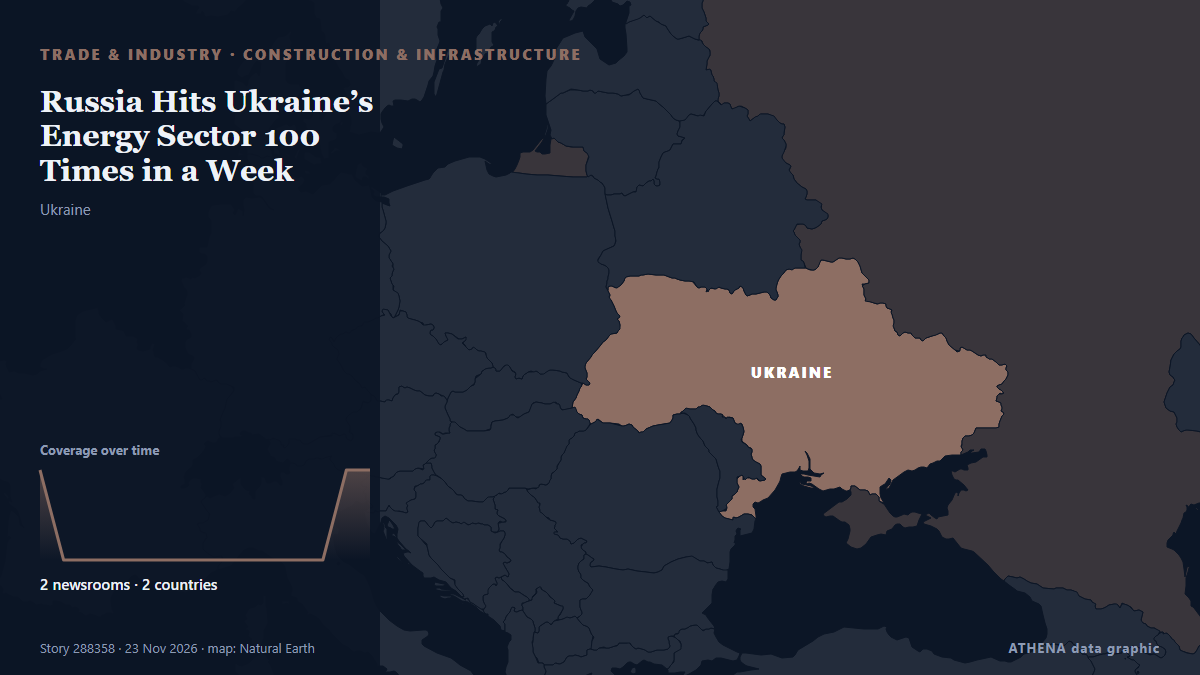 TRADE & INDUSTRY · CONSTRUCTION & INFRASTRUCTURE
Russia Hits Ukraine’s
Energy Sector 100
Times in a Week
Ukraine
UKRAINE
Coverage over time
2 newsrooms · 2 countries
Story 288358 · 23 Nov 2026 · map: Natural Earth
ATHENA data graphic